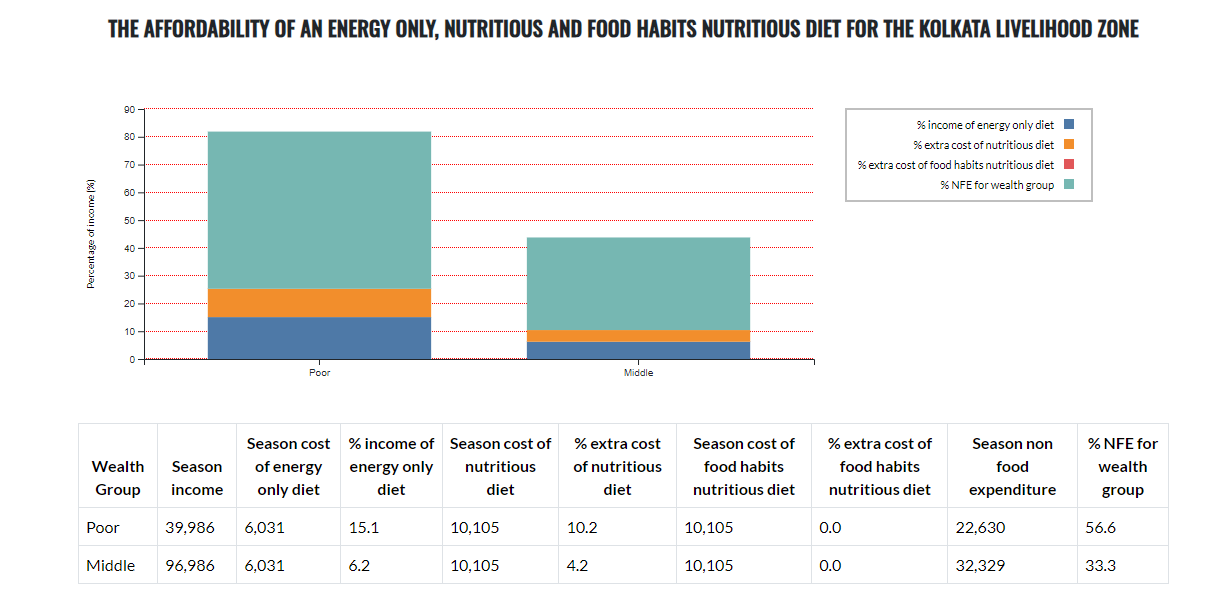 THE AFFORDABILITY OF AN ENERGY ONLY, NUTRITIOUS AND FOOD HABITS NUTRITIOUS DIET FOR THE KOLKATA LIVELIHOOD ZONE
Percentage of income (%)
90
80
70
60
50
40
30
20
10
0
Poor
Middle
% income of energy only diet
% extra cost of nutritious diet
% extra cost of food habits nutritious diet
% NFE for wealth group
Wealth Group
Season income
Season cost of energy only diet
% income of energy only diet
Season cost of nutritious diet
% extra cost of nutritious diet
Season cost of food habits nutritious diet
% extra cost of food habits nutritious diet
Season non food expenditure
% NFE for wealth group
Poor 39,986 6,031 15.1 10,105 10.2 10,105 0.0 22,630 56.6
Middle 96,986 6,031 6.2 10,105 4.2 10,105 0.0 32,329 33.3